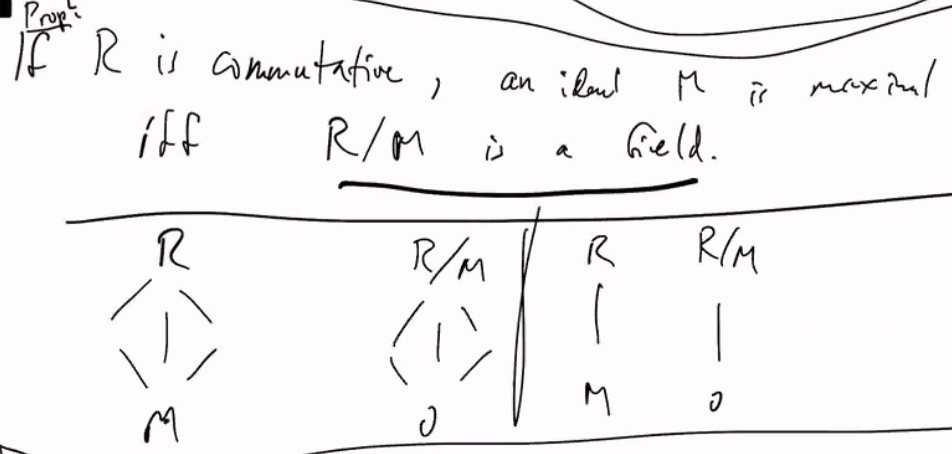 Prop:
If R is commutative, an ideal M is maximal
iff R/M is a field.
R R/M R R/M
M 0 M 0